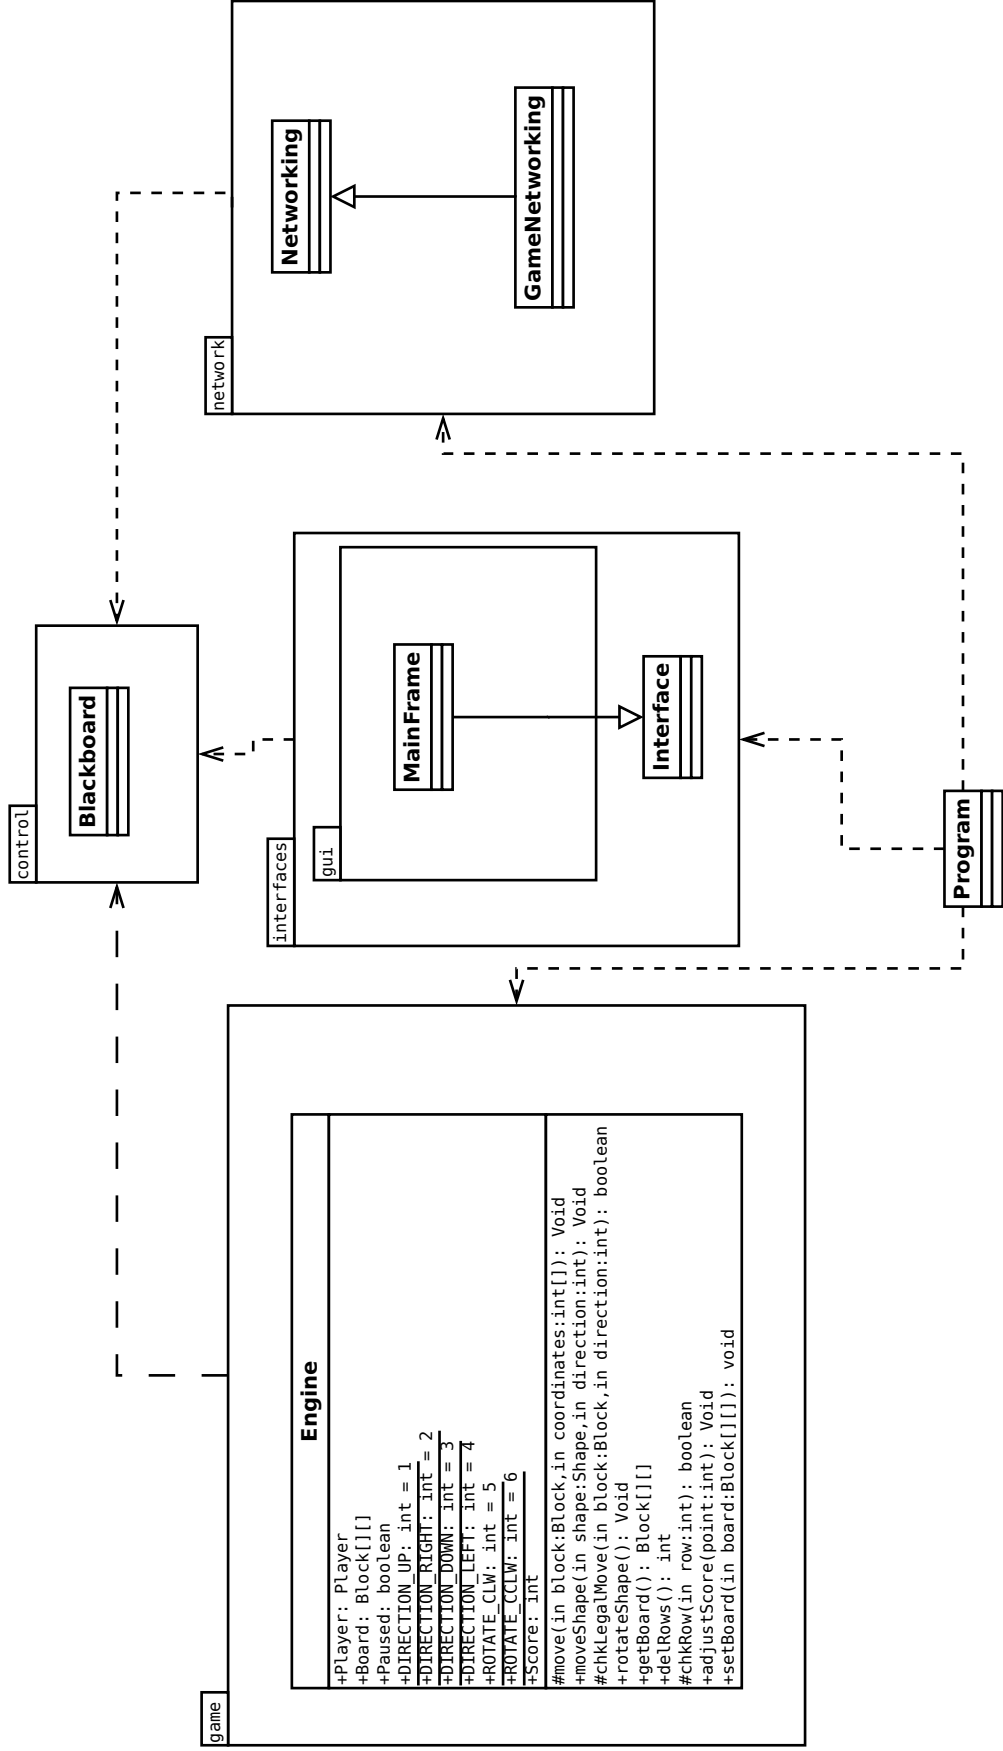 control
Blackboard
game
Engine
+Player: Player
+Board: Block[][]
+Paused: boolean
+DIRECTION_UP: int = 1
+DIRECTION_RIGHT: int = 2
+DIRECTION_DOWN: int = 3
+DIRECTION_LEFT: int = 4
+ROTATE_CLW: int = 5
+ROTATE_CCLW: int = 6
+Score: int
#move(in block:Block,in coordinates:int[]): Void
+moveShape(in shape:Shape,in direction:int): Void
#chkLegalMove(in block:Block,in direction:int): boolean
+rotateShape(): Void
+getBoard(): Block[][]
+delRows(): int
#chkRow(in row:int): boolean
+adjustScore(point:int): Void
+setBoard(in board:Block[][]): void
interfaces
gui
MainFrame
Interface
network
Networking
GameNetworking
Program